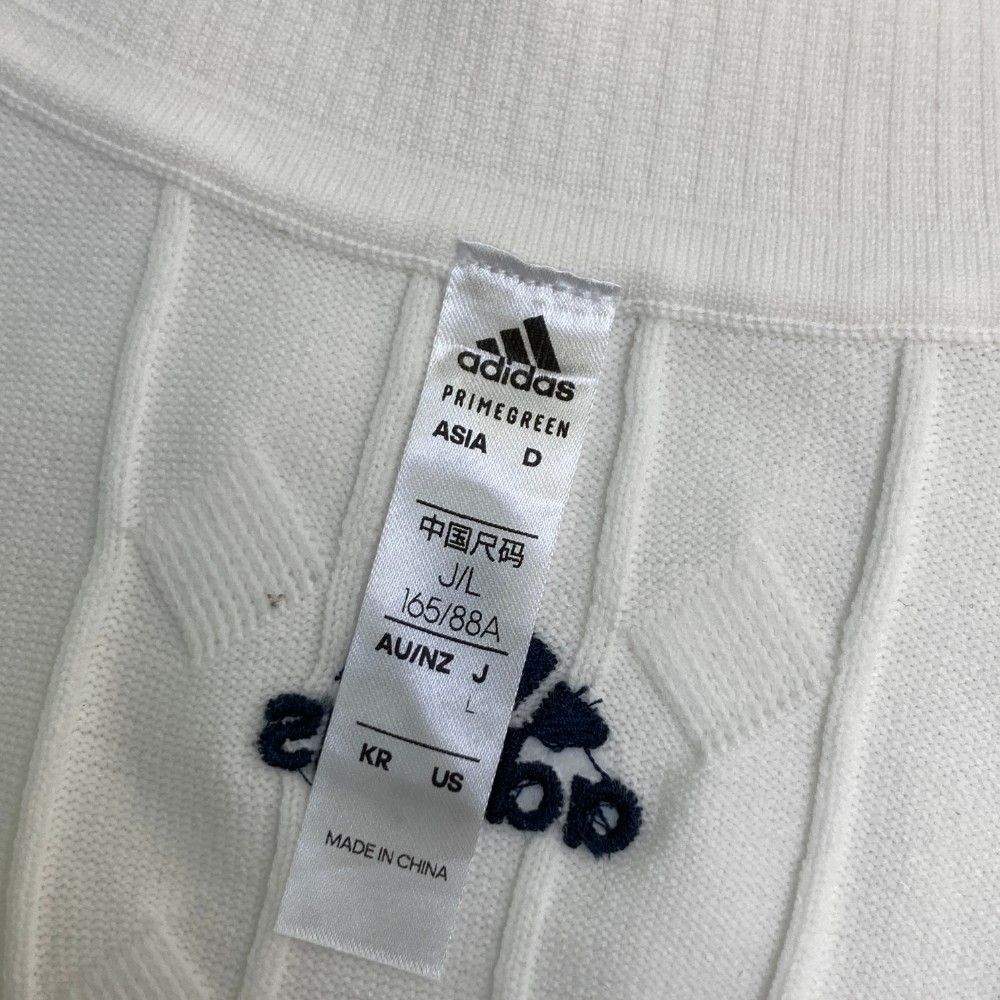 adidas
PRIMEGREEN
ASIA D
中国尺码
J/L
165/88A
AU/NZ J
L
KR US
MADE IN CHINA